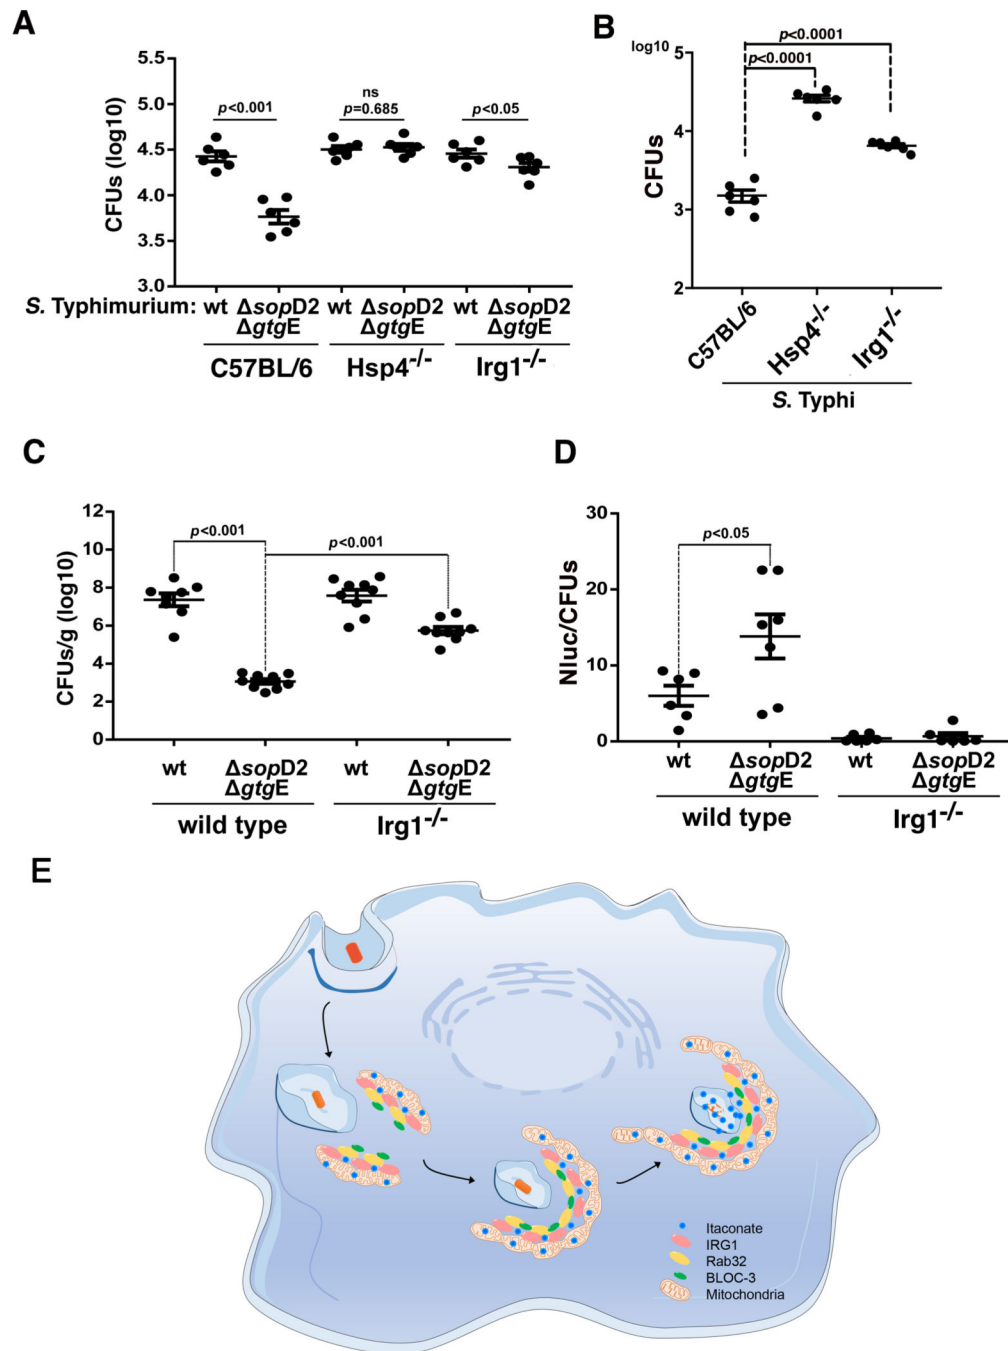 A
CFUs (log10)
5.5
5.0
4.5
4.0
3.5
3.0
p<0.001
ns
p=0.685
p<0.05
S. Typhimurium: wt ΔsopD2 wt ΔsopD2 wt ΔsopD2
ΔgtgE ΔgtgE ΔgtgE
C57BL/6 Hsp4-/- Irg1-/-
B
log10
CFUs
5
4
3
2
p<0.0001
p<0.0001
C57BL/6
Hsp4-/-
Irg1-/-
S. Typhi
C
CFUs/g (log10)
12
10
8
6
4
2
0
p<0.001
p<0.001
wt ΔsopD2 wt ΔsopD2
ΔgtgE ΔgtgE
wild type Irg1-/-
D
Nluc/CFUs
30
20
10
0
p<0.05
wt ΔsopD2 wt ΔsopD2
ΔgtgE ΔgtgE
wild type Irg1-/-
E
Itaconate
IRG1
Rab32
BLOC-3
Mitochondria